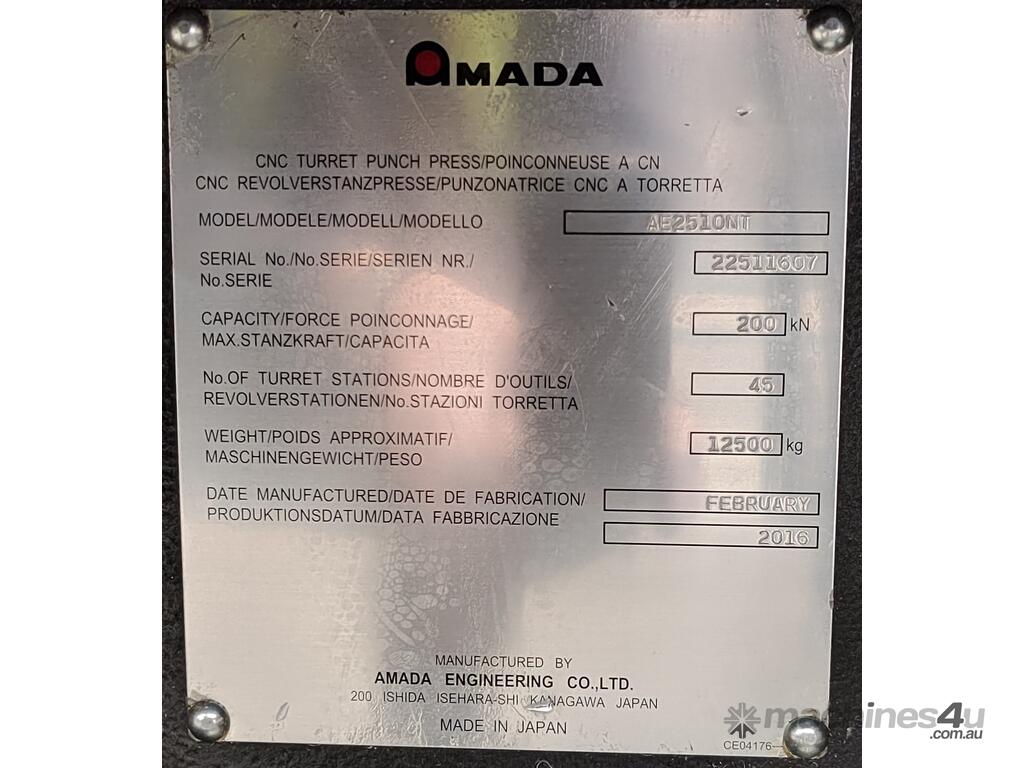 AMADA
CNC TURRET PUNCH PRESS/POINCONNEUSE A CN
CNC REVOLVERSTANZPRESSE/PUNZONATRICE CNC A TORRETTA
MODEL/MODELE/MODELL/MODELLO AE2510NT
SERIAL No./No.SERIE/SERIEN NR./
No.SERIE
22511607
CAPACITY/FORCE POINCONNAGE/
MAX.STANZKRAFT/CAPACITA
200 kN
No.OF TURRET STATIONS/NOMBRE D'OUTILS/
REVOLVERSTATIONEN/No.STAZIONI TORRETTA
45
WEIGHT/POIDS APPROXIMATIF/
MASCHINENGEWICHT/PESO
12500 kg
DATE MANUFACTURED/DATE DE FABRICATION/
PRODUKTIONSDATUM/DATA FABBRICAZIONE
FEBRUARY
2016
MANUFACTURED BY
AMADA ENGINEERING CO.,LTD.
200 ISHIDA ISEHARA-SHI KANAGAWA JAPAN
MADE IN JAPAN
machines4u
.com.au
CE04176-